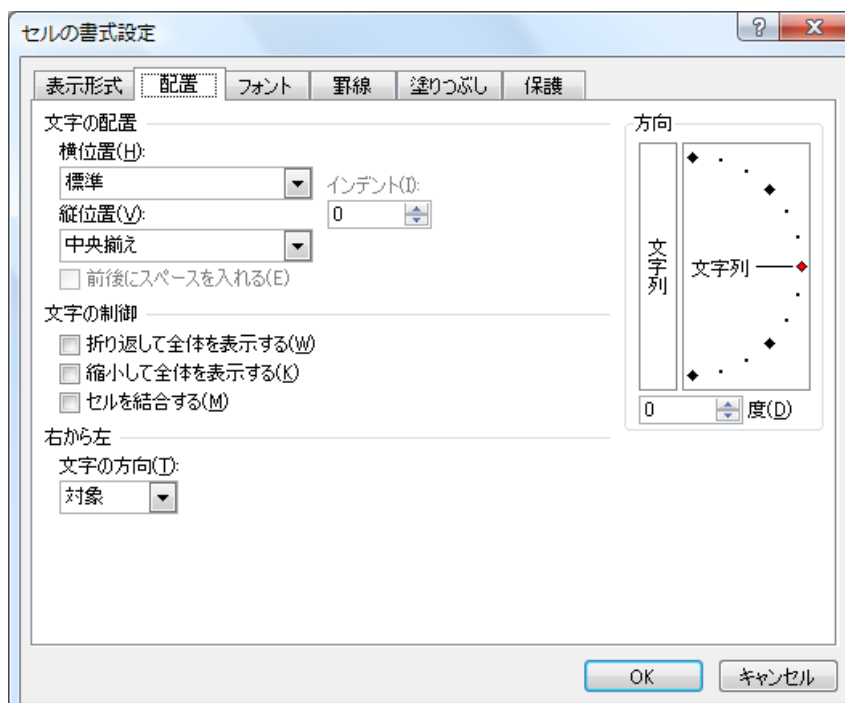 セルの書式設定
表示形式 配置 フォント 罫線 塗りつぶし 保護
文字の配置
横位置(H):
標準
インデント(I):
0
縦位置(V):
中央揃え
前後にスペースを入れる(E)
文字の制御
折り返して全体を表示する(W)
縮小して全体を表示する(K)
セルを結合する(M)
右から左
文字の方向(T):
対象
方向
文字列
文字列
0 度(D)
OK キャンセル